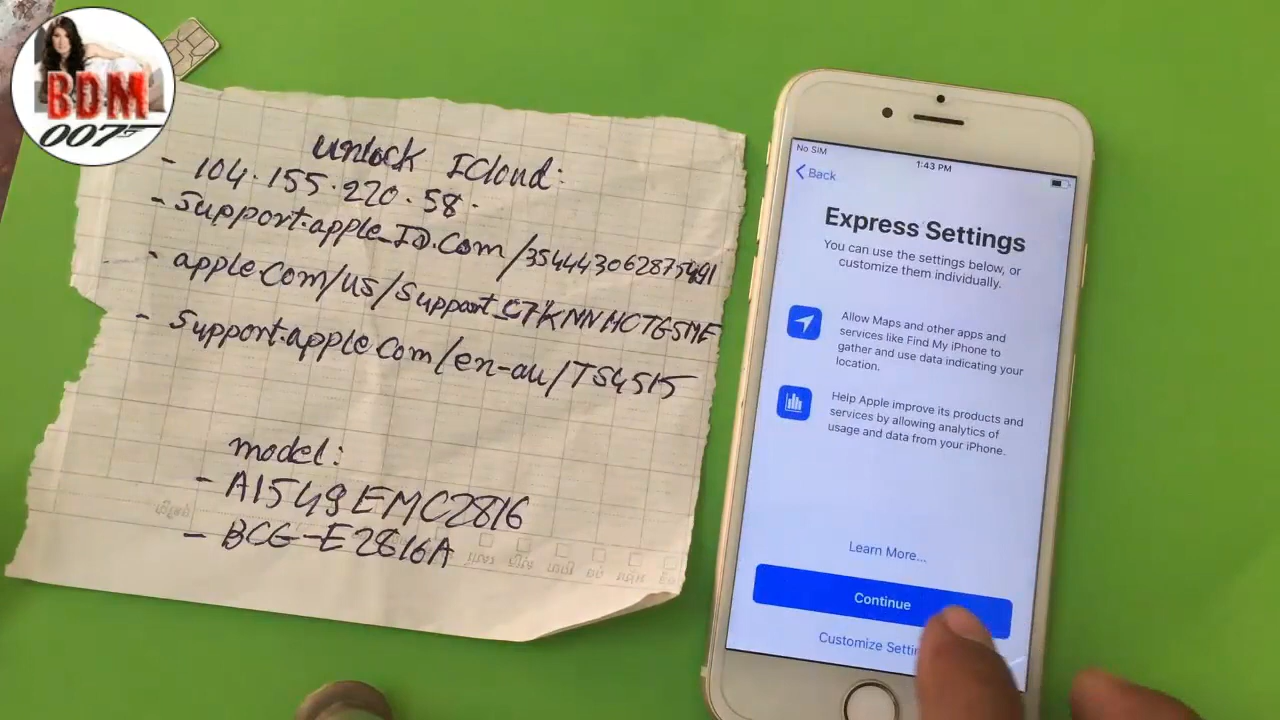 BDM
007
unlock ICloud:
- 104.155.220.58.
- Support.apple_ID.Com/354443062875491
- apple.Com/us/Support_C7KNNHCTG5ME
- Support.apple.Com/en-au/TS4515
model:
- A1549 EMC2816
- BCG-E2816A
No SIM
1:43 PM
Back
Express Settings
You can use the settings below, or
customize them individually.
Allow Maps and other apps and
services like Find My iPhone to
gather and use data indicating your
location.
Help Apple improve its products and
services by allowing analytics of
usage and data from your iPhone.
Learn More...
Continue
Customize